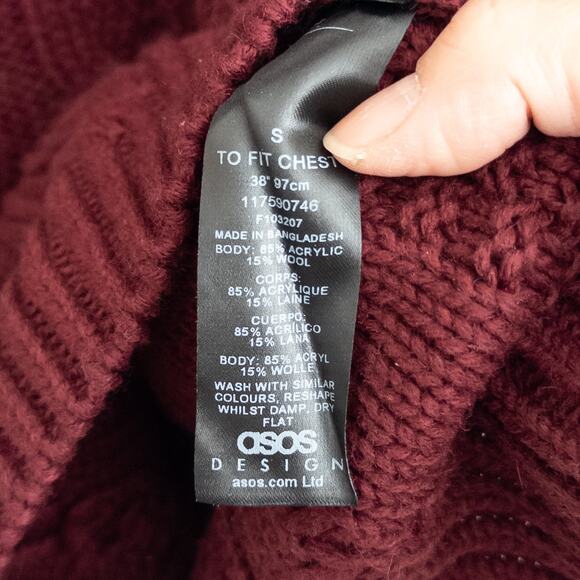 S
TO FIT CHEST
38" 97cm
117590746
F103207
MADE IN BANGLADESH
BODY: 85% ACRYLIC
15% WOOL
CORPS:
85% ACRYLIQUE
15% LAINE
CUERPO:
85% ACRÍLICO
15% LANA
BODY: 85% ACRYL
15% WOLLE
WASH WITH SIMILAR
COLOURS, RESHAPE
WHILST DAMP, DRY
FLAT
asos
DESIGN
asos.com Ltd